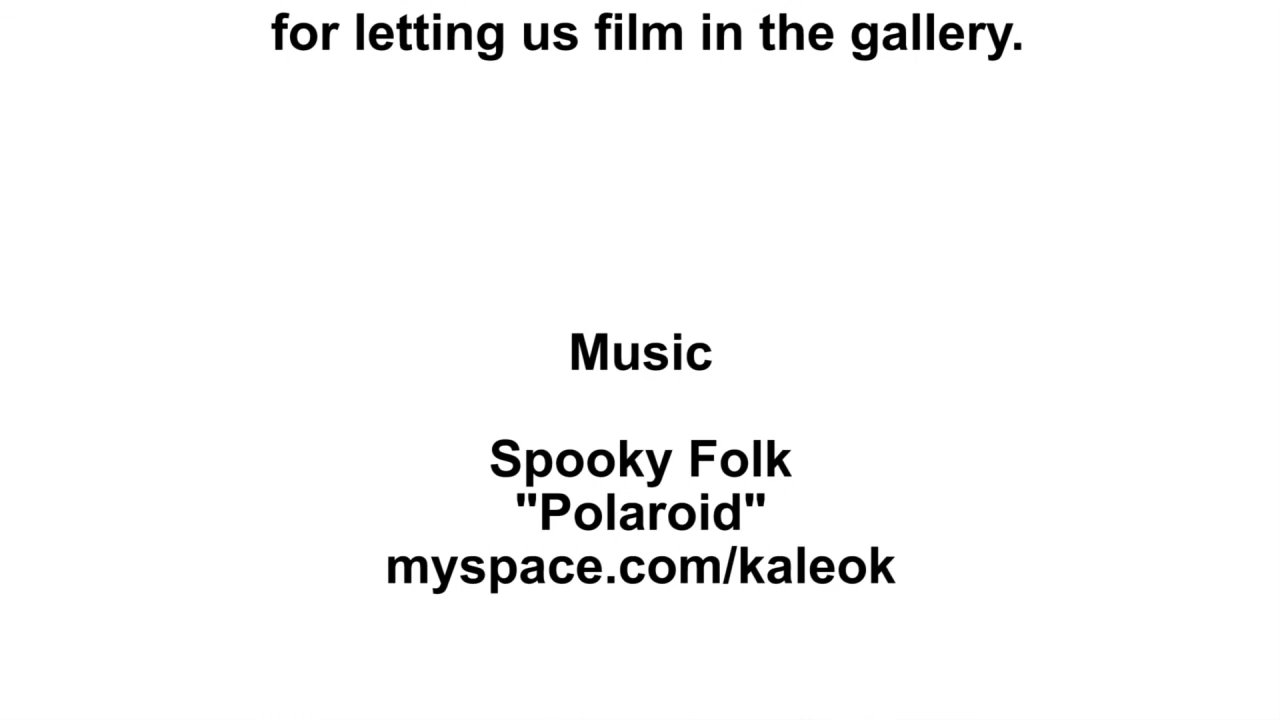 for letting us film in the gallery.
Music
Spooky Folk
"Polaroid"
myspace.com/kaleok